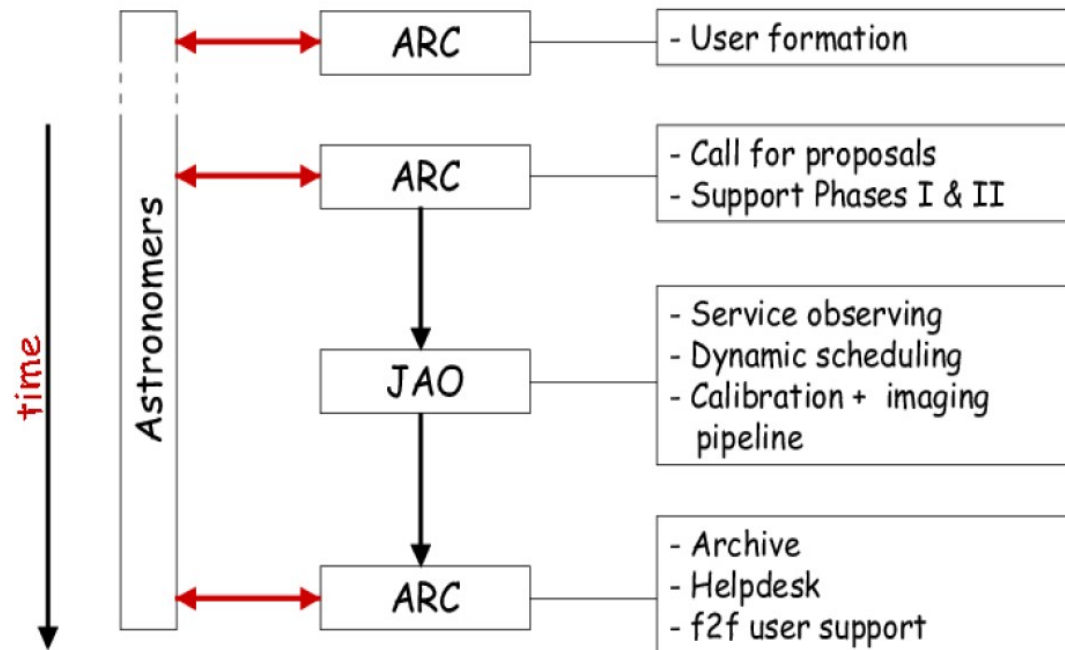 ARC
- User formation
ARC
- Call for proposals
- Support Phases I & II
time
Astronomers
JAO
- Service observing
- Dynamic scheduling
- Calibration + imaging
pipeline
ARC
- Archive
- Helpdesk
- f2f user support